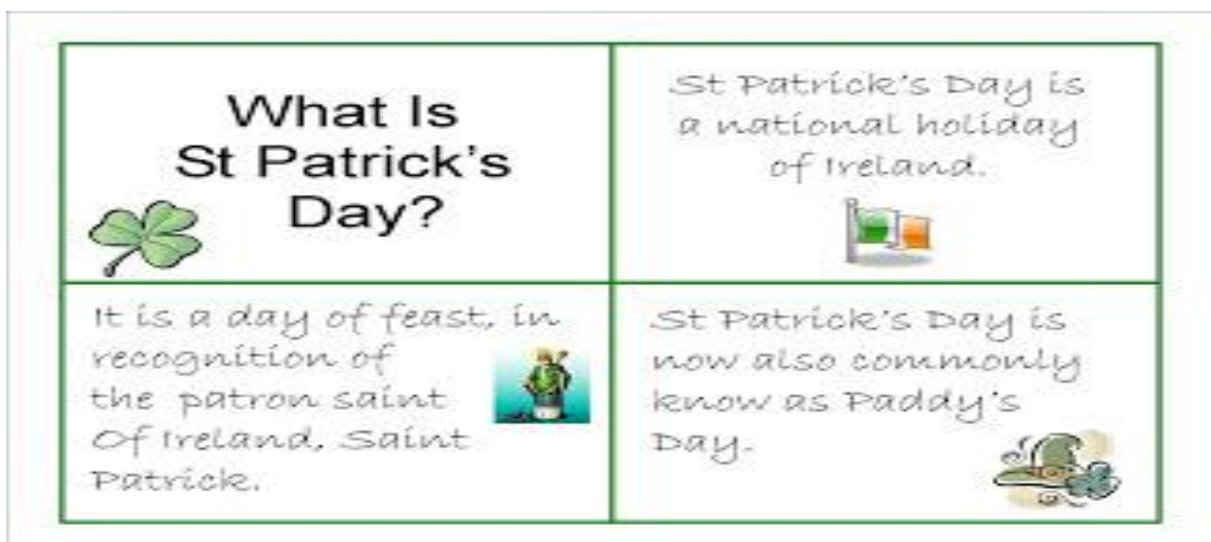 What Is
St Patrick's
Day?
St Patrick's Day is
a national holiday
of Ireland.
It is a day of feast, in
recognition of
the patron saint
Of Ireland, Saint
Patrick.
St Patrick's Day is
now also commonly
know as Paddy's
Day.